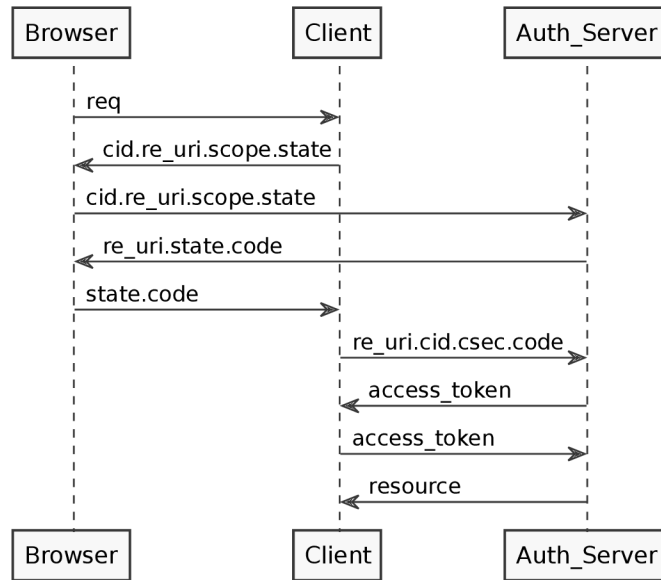 Browser Client Auth_Server
req
cid.re_uri.scope.state
cid.re_uri.scope.state
re_uri.state.code
state.code
re_uri.cid.csec.code
access_token
access_token
resource
Browser Client Auth_Server